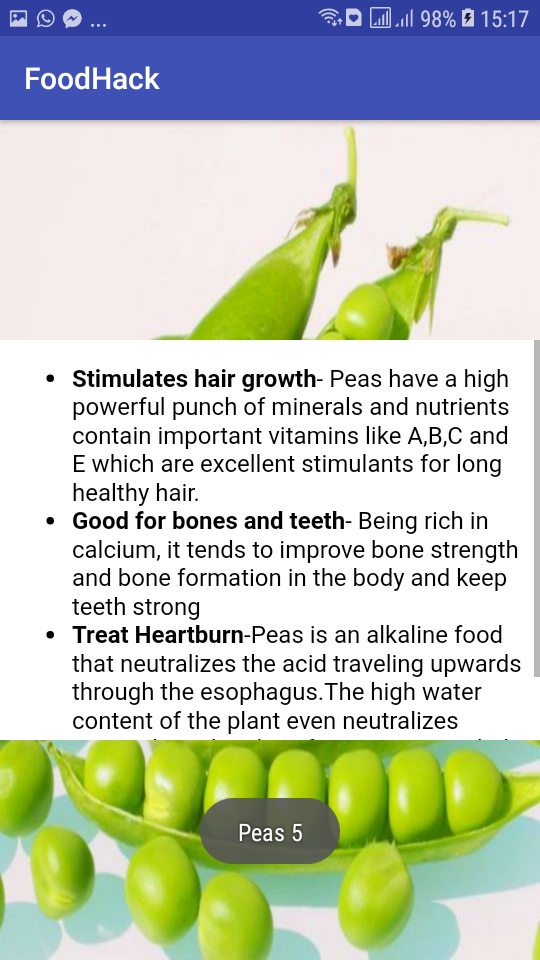 ... 98% 15:17
FoodHack
• Stimulates hair growth- Peas have a high
powerful punch of minerals and nutrients
contain important vitamins like A,B,C and
E which are excellent stimulants for long
healthy hair.
• Good for bones and teeth- Being rich in
calcium, it tends to improve bone strength
and bone formation in the body and keep
teeth strong
• Treat Heartburn-Peas is an alkaline food
that neutralizes the acid traveling upwards
through the esophagus.The high water
content of the plant even neutralizes
Peas 5